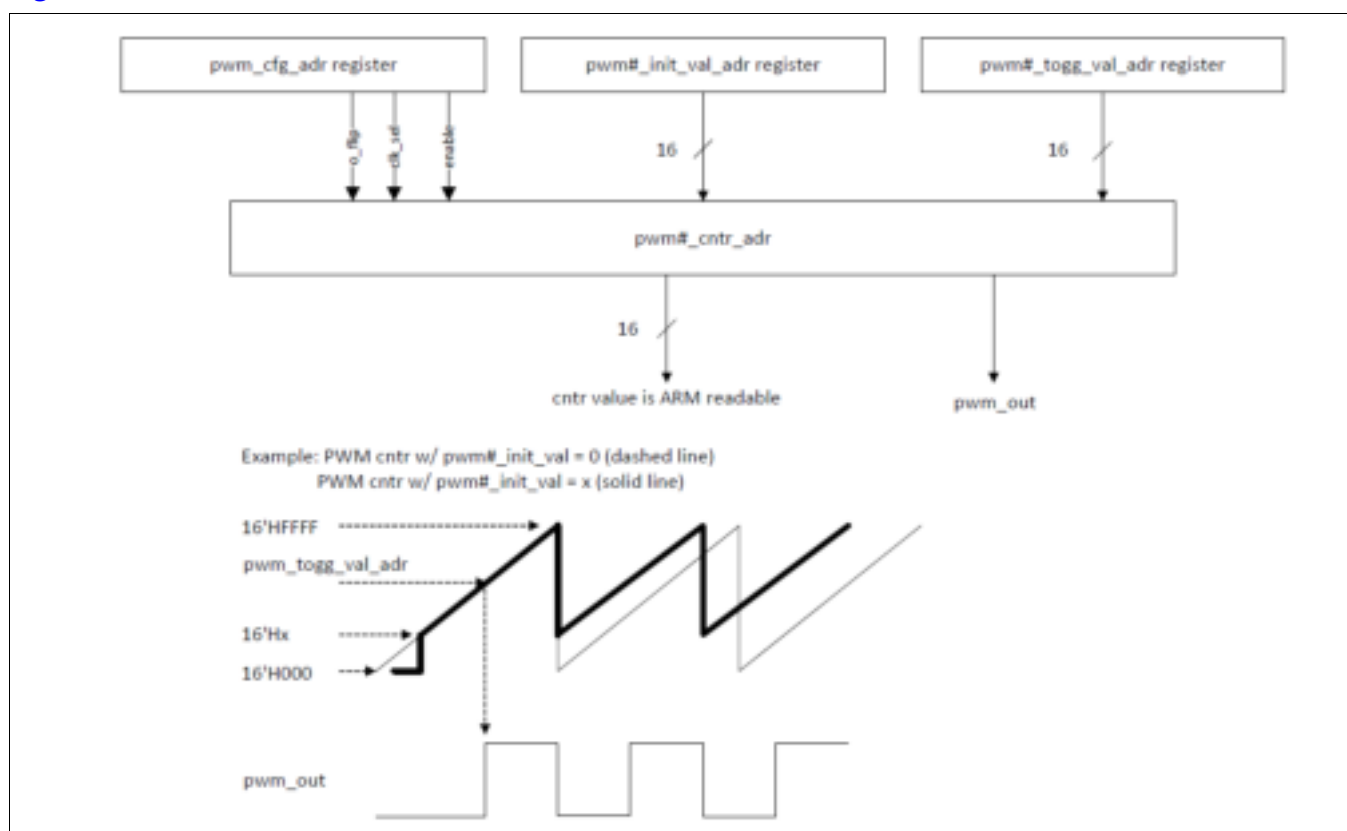 pwm_cfg_adr register
pwm#_init_val_adr register
pwm#_togg_val_adr register
o_flip
clk_sel
enable
16
16
pwm#_cntr_adr
16
cntr value is ARM readable
pwm_out
Example: PWM cntr w/ pwm#_init_val = 0 (dashed line)
PWM cntr w/ pwm#_init_val = x (solid line)
16'HFFFF
pwm_togg_val_adr
16'Hx
16'H000
pwm_out